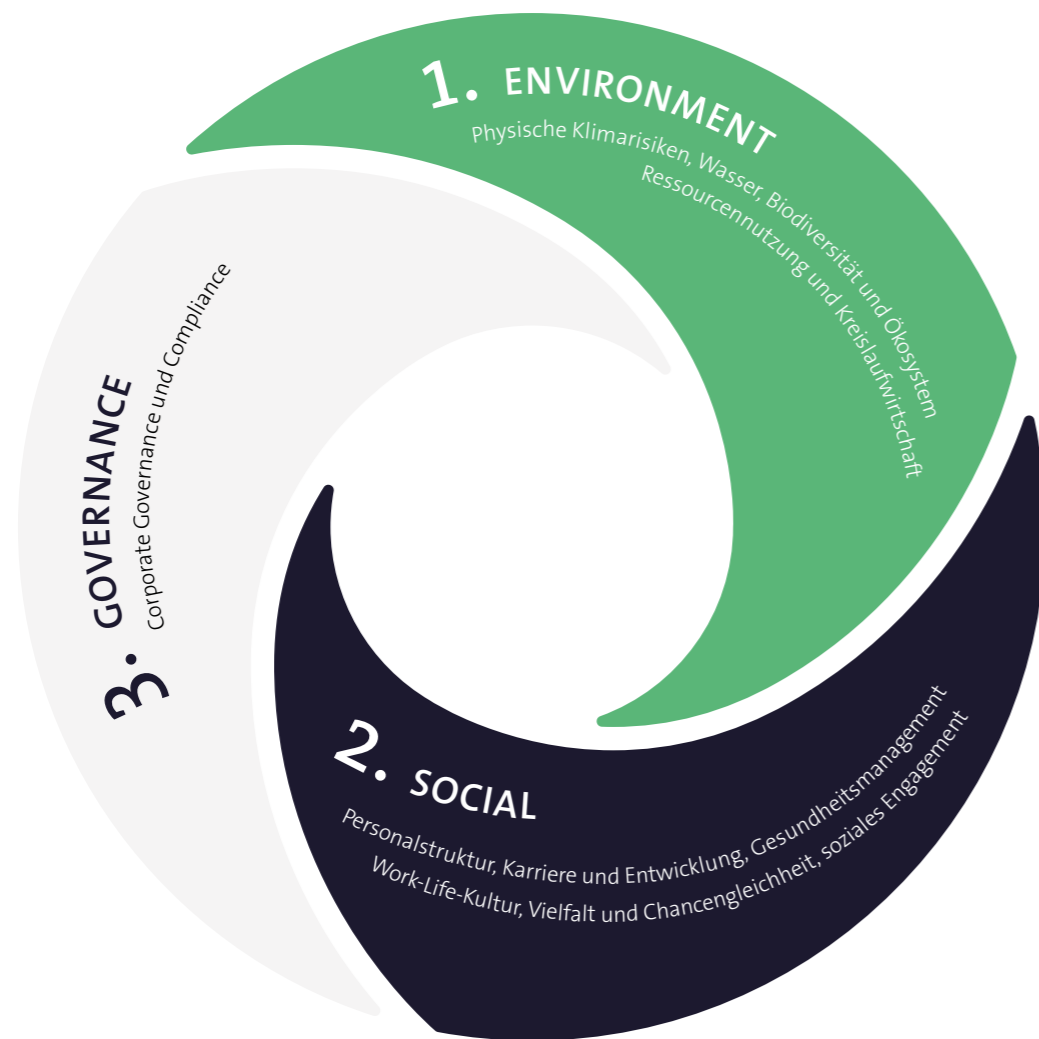 1. ENVIRONMENT
Physische Klimarisiken, Wasser, Biodiversität und Ökosystem
Ressourcennutzung und Kreislaufwirtschaft
2. SOCIAL
Personalstruktur, Karriere und Entwicklung, Gesundheitsmanagement
Work-Life-Kultur, Vielfalt und Chancengleichheit, soziales Engagement
3. GOVERNANCE
Corporate Governance und Compliance